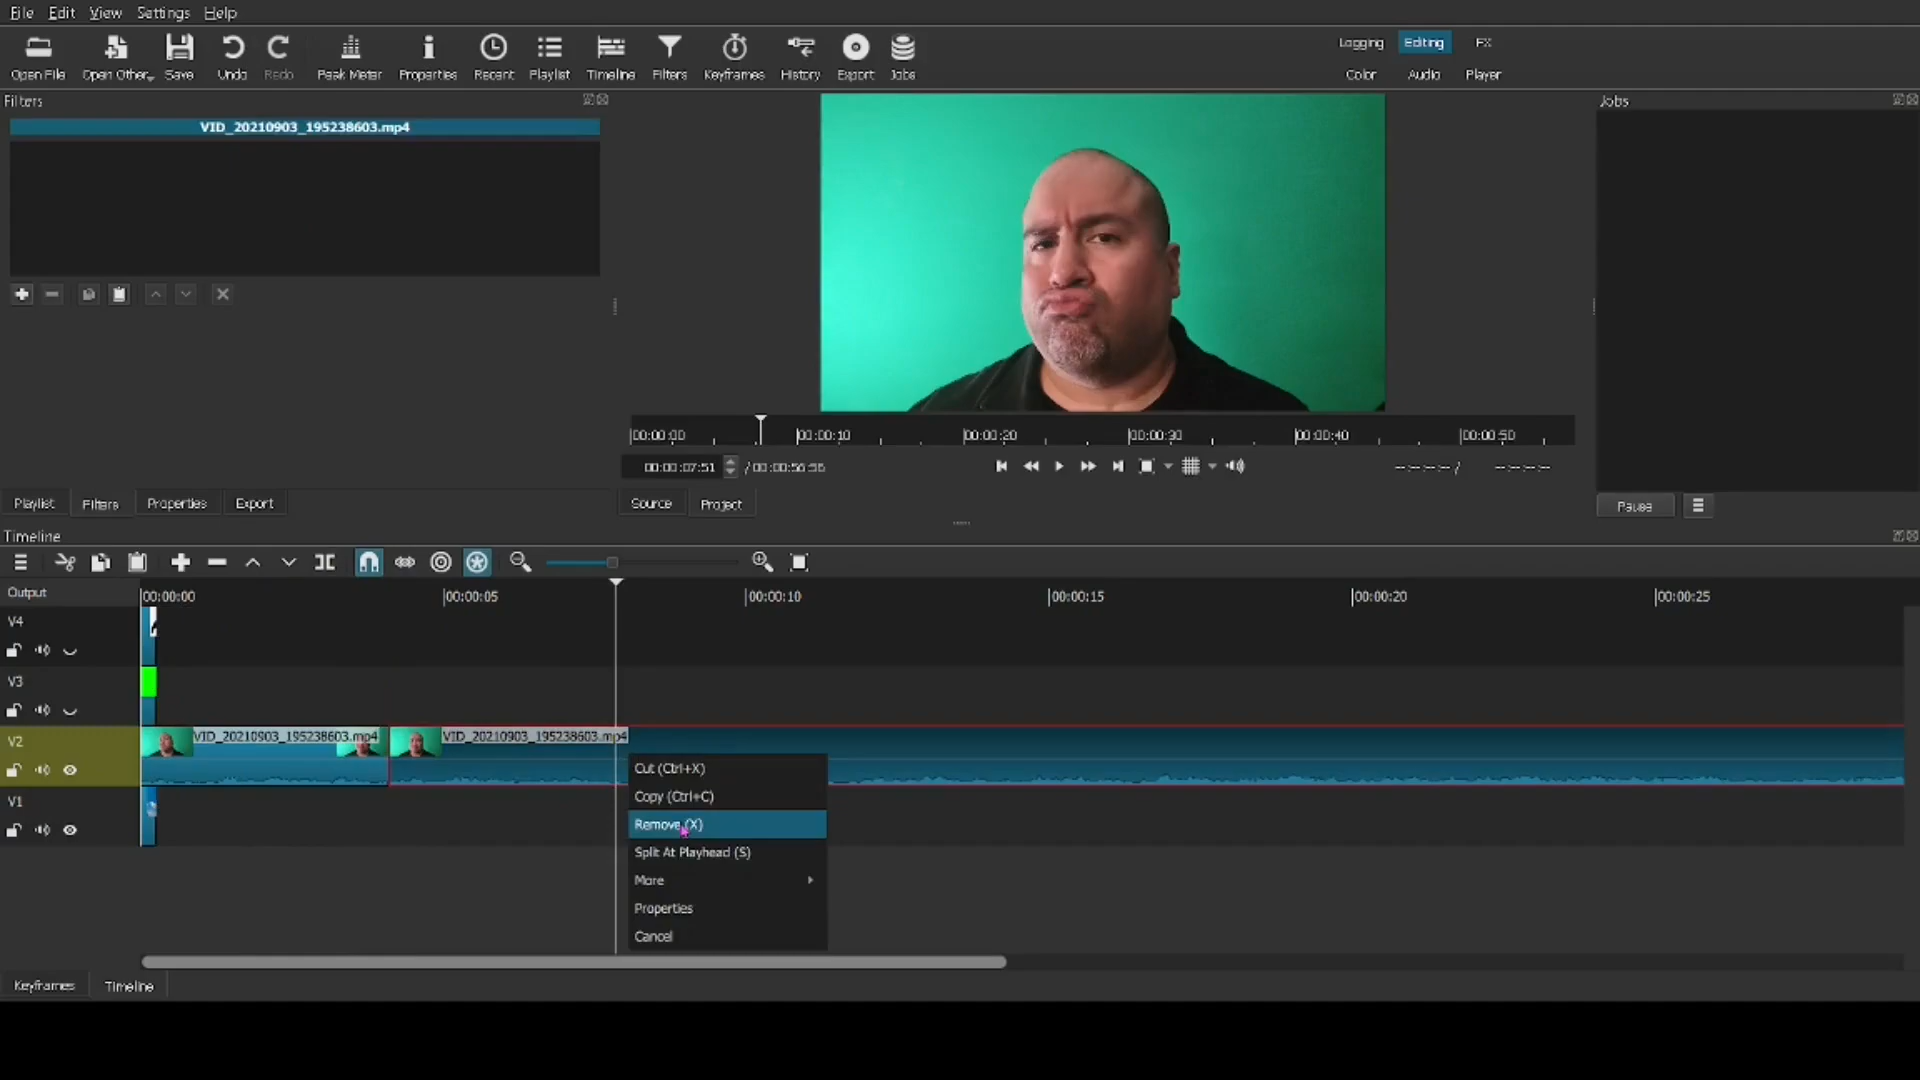 File Edit View Settings Help
Open File Open Other Save Undo Redo Peak Meter Properties Recent Playlist Timeline Filters Keyframes History Export Jobs
Logging Editing FX
Color Audio Player
Filters
VID_20210903_195238603.mp4
Jobs
00:00:00 00:00:10 00:00:20 00:00:30 00:00:40 00:00:50
00:00:07:51 / 00:00:56:56
--:--:--:-- / --:--:--:--
Playlist Filters Properties Export
Source Project
Pause
Timeline
Output
00:00:00 00:00:05 00:00:10 00:00:15 00:00:20 00:00:25
V4
V3
V2
VID_20210903_195238603.mp4 VID_20210903_195238603.mp4
V1
Cut (Ctrl+X)
Copy (Ctrl+C)
Remove (X)
Split At Playhead (S)
More
Properties
Cancel
Keyframes Timeline